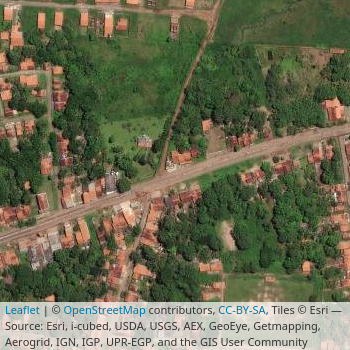 Leaflet | © OpenStreetMap contributors, CC-BY-SA, Tiles © Esri —
Source: Esri, i-cubed, USDA, USGS, AEX, GeoEye, Getmapping,
Aerogrid, IGN, IGP, UPR-EGP, and the GIS User Community